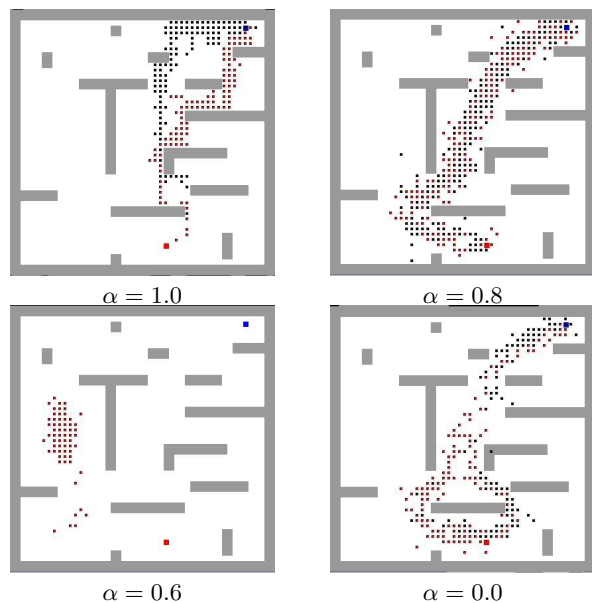 α = 1.0
α = 0.8
α = 0.6
α = 0.0